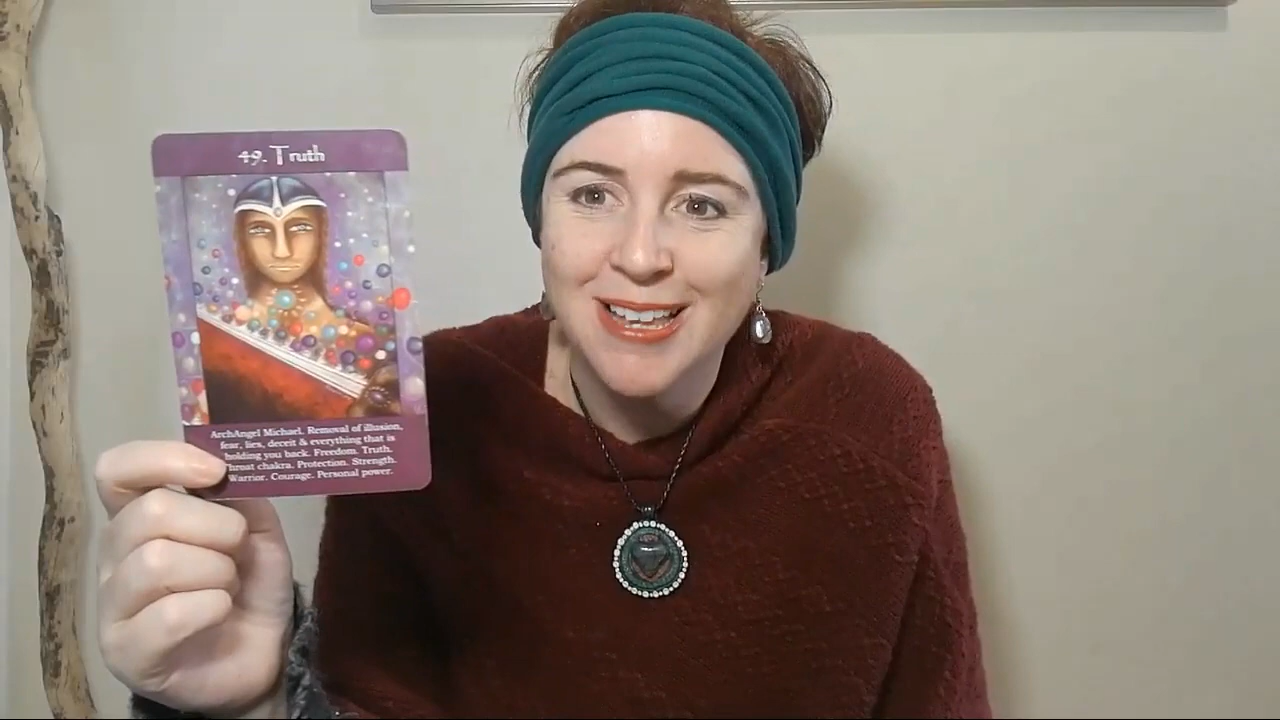 49. Truth
ArchAngel Michael. Removal of illusion,
fear, lies, deceit & everything that is
holding you back. Freedom. Truth.
Throat chakra. Protection. Strength.
Warrior. Courage. Personal power.